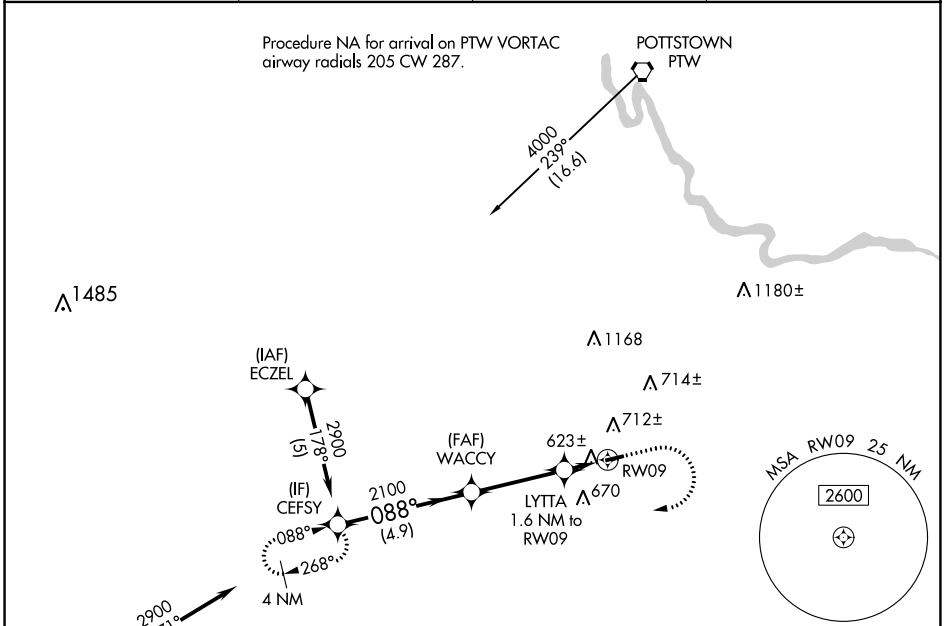 Procedure NA for arrival on PTW VORTAC
airway radials 205 CW 287.
POTTSTOWN
PTW
4000
239°
(16.6)
1485
1180±
1168
(IAF)
ECZEL
714±
2900
178°
(5)
712±
(FAF)
WACCY
623±
RW09
MSA RW09 25 NM
2600
(IF)
CEFSY
2100
088°
(4.9)
LYTTA
1.6 NM to
RW09
670
088°
268°
4 NM
2900